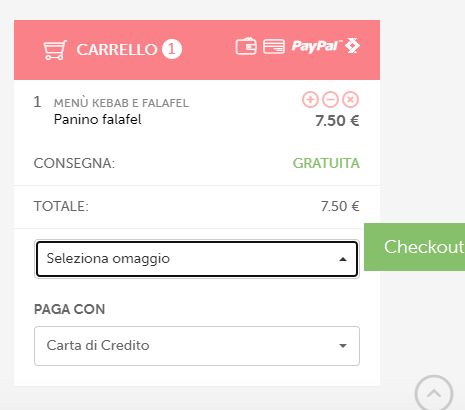 CARRELLO 1 PayPal
1 MENÙ KEBAB E FALAFEL
Panino falafel 7.50 €
CONSEGNA: GRATUITA
TOTALE: 7.50 €
Checkout
Seleziona omaggio
PAGA CON
Carta di Credito